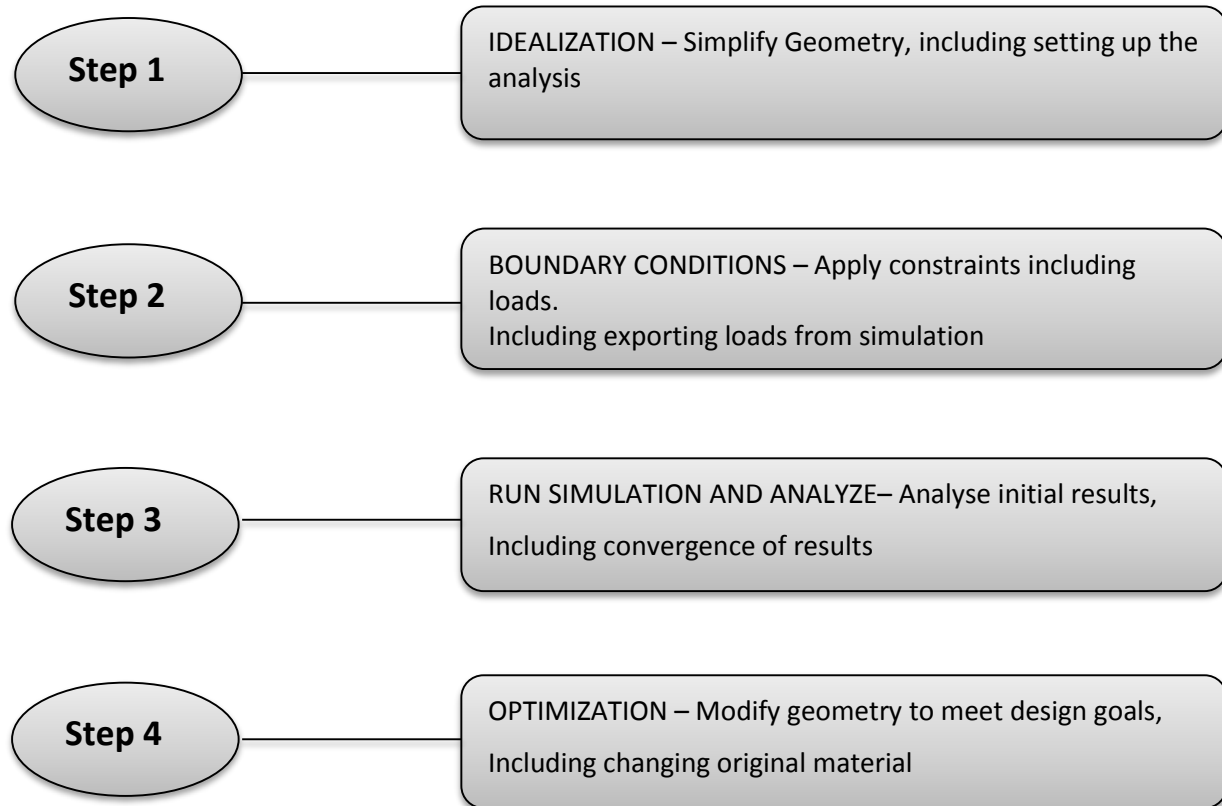 Step 1
IDEALIZATION – Simplify Geometry, including setting up the
analysis
Step 2
BOUNDARY CONDITIONS – Apply constraints including
loads.
Including exporting loads from simulation
Step 3
RUN SIMULATION AND ANALYZE– Analyse initial results,
Including convergence of results
Step 4
OPTIMIZATION – Modify geometry to meet design goals,
Including changing original material